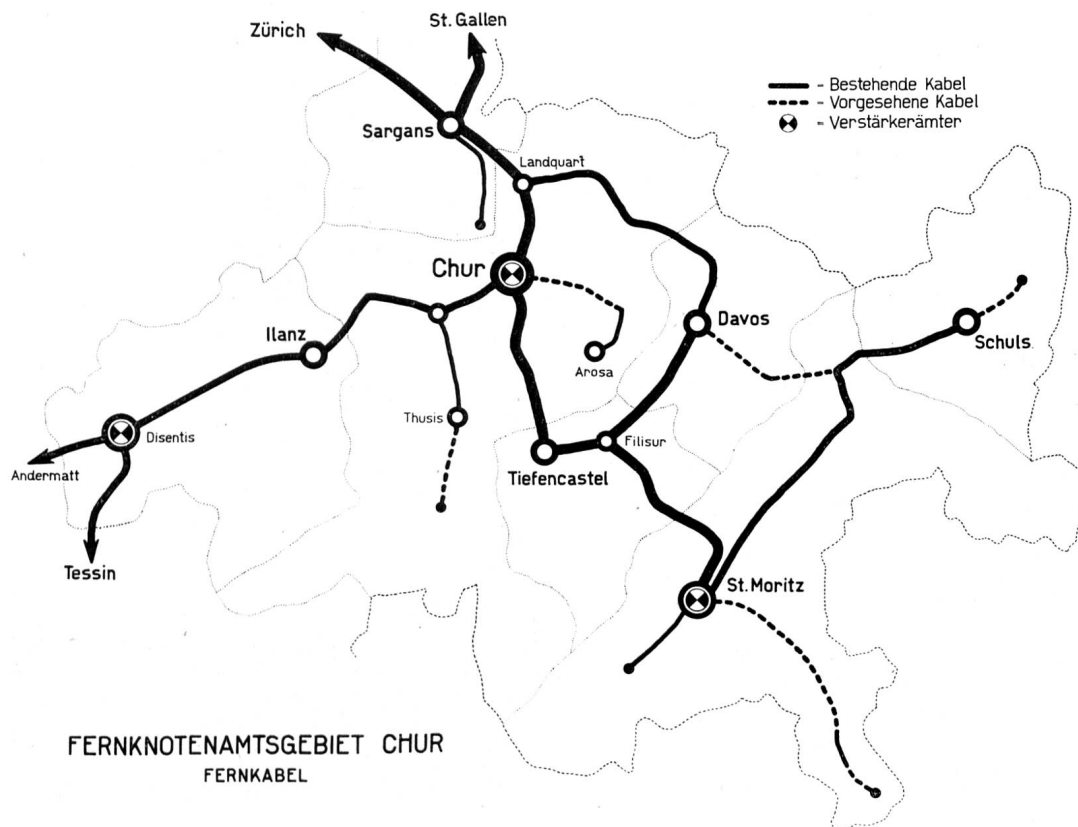 St. Gallen
Zürich
- Bestehende Kabel
- Vorgesehene Kabel
- Verstärkerämter
Sargans
Landquart
Chur
Davos
Ilanz
Schuls
Arosa
Thusis
Disentis
Filisur
Andermatt
Tiefencastel
Tessin
St. Moritz
FERNKNOTENAMTSGEBIET CHUR
FERNKABEL